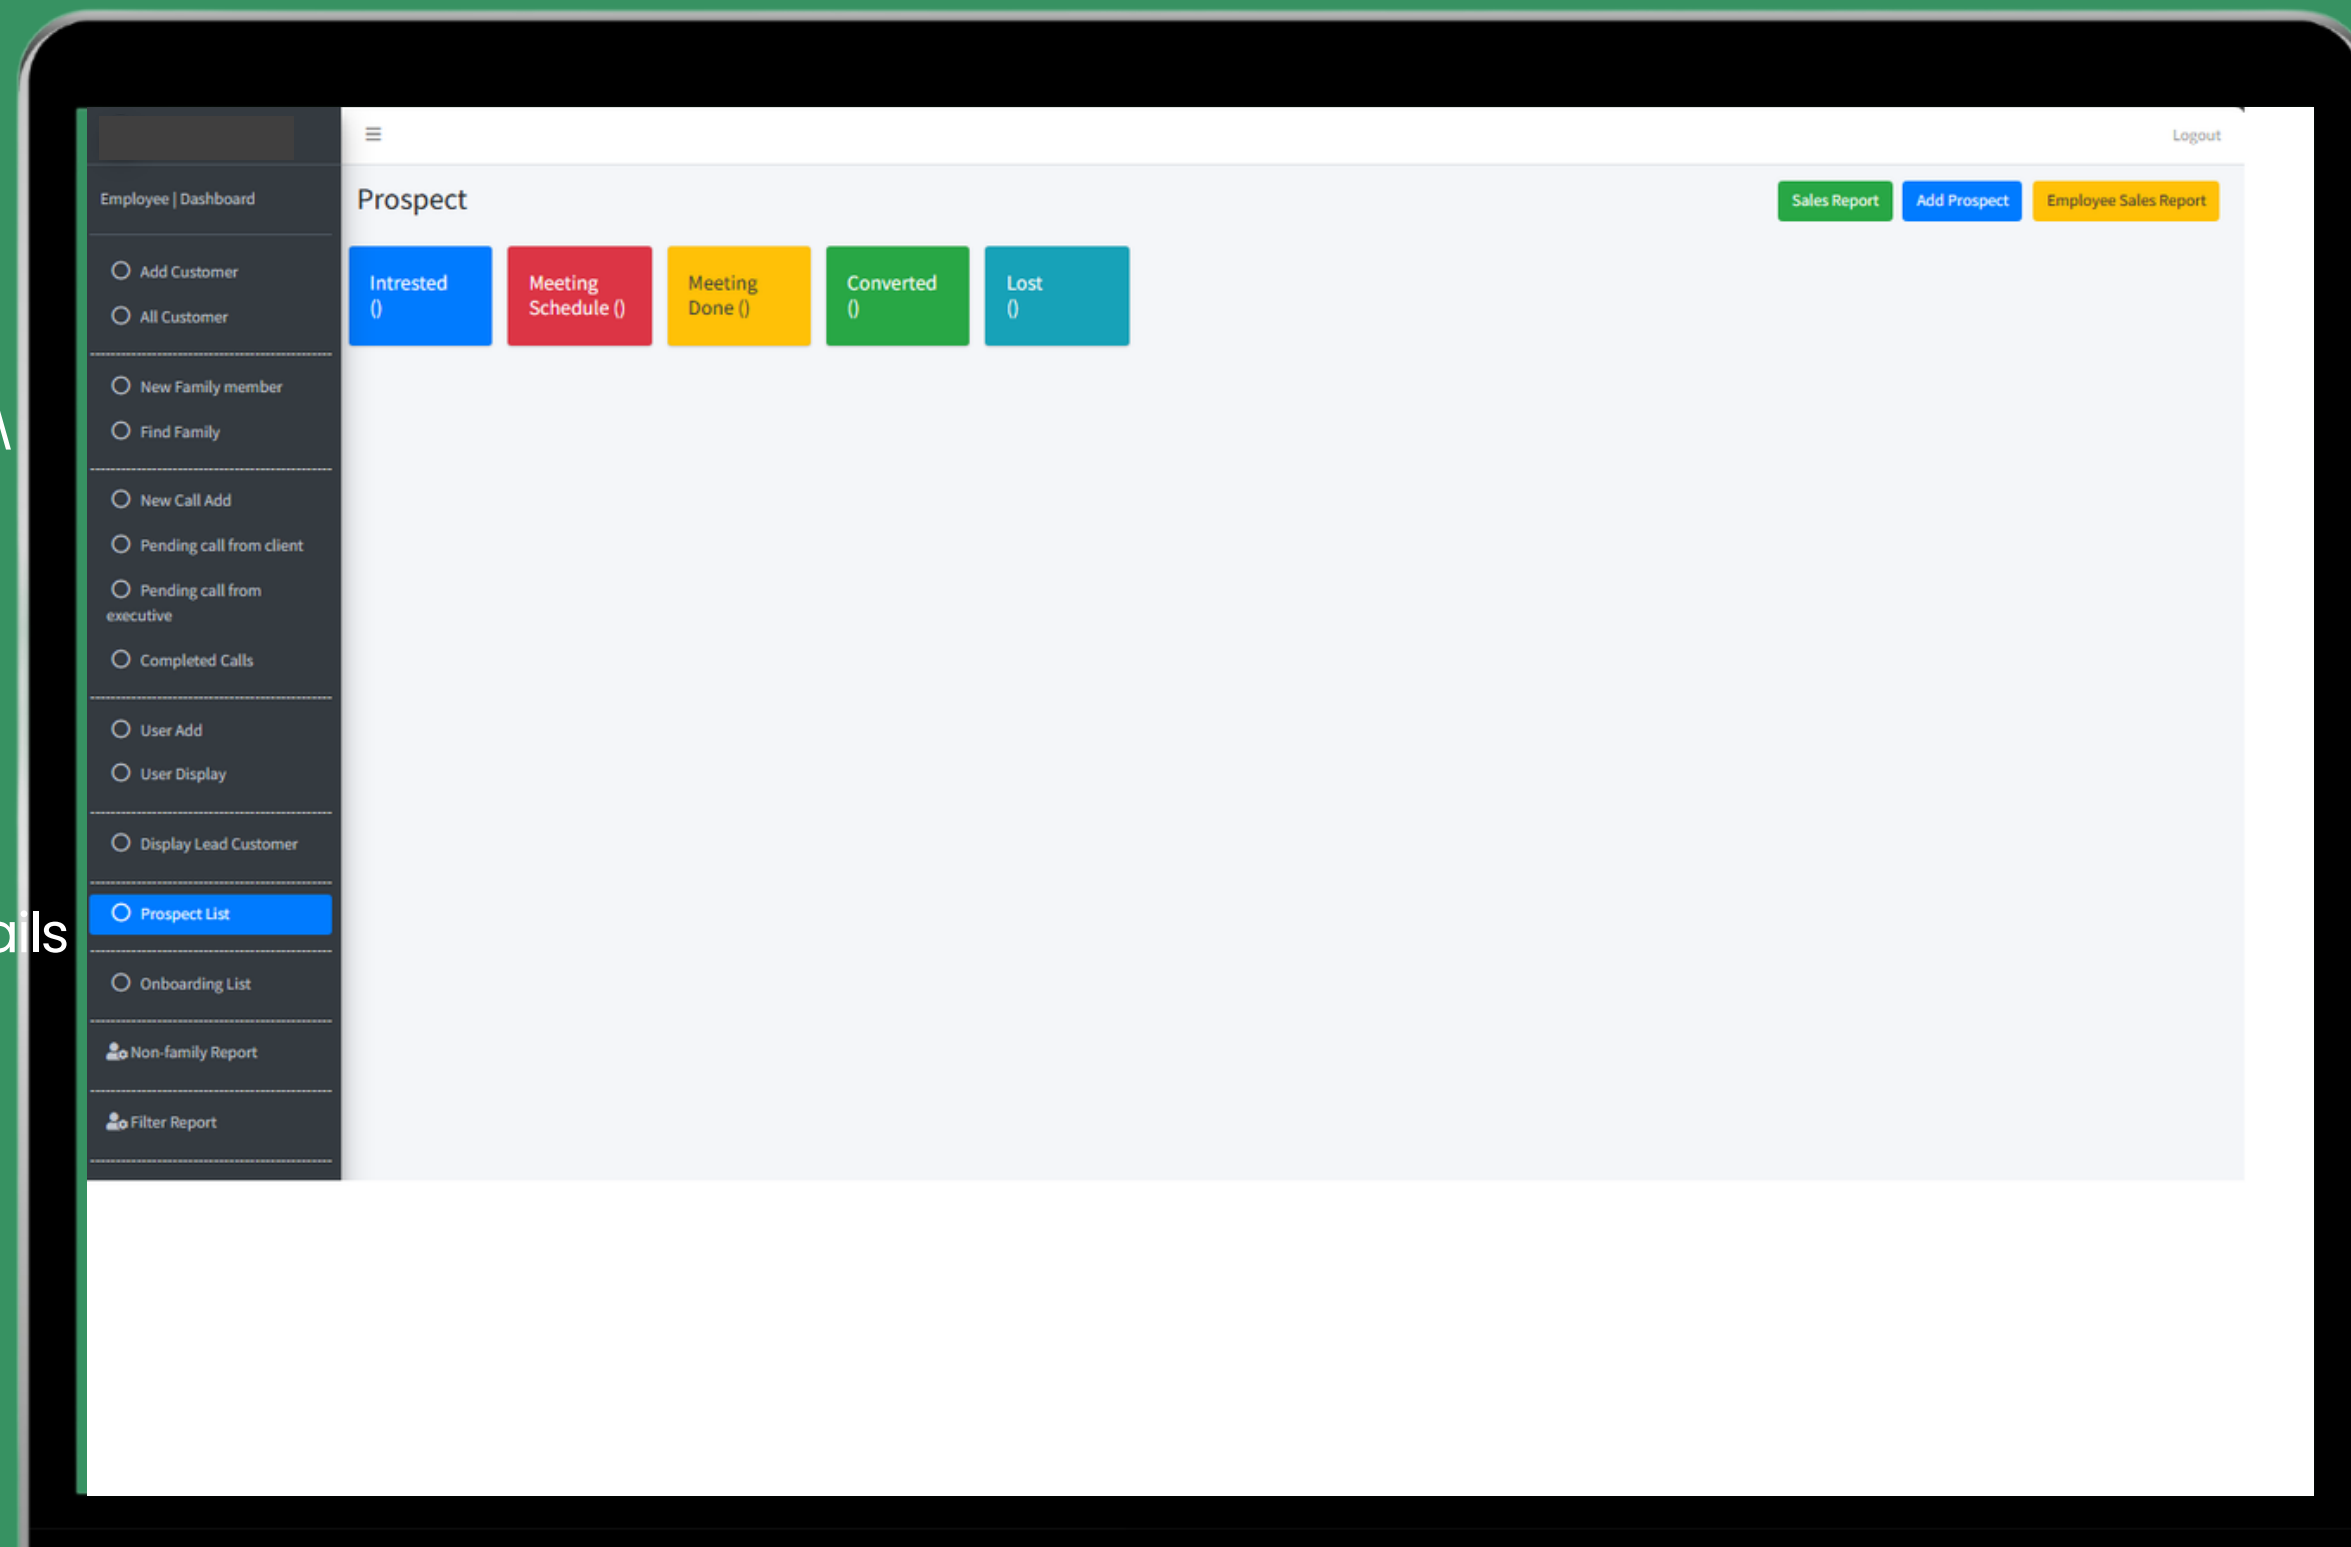 Logout
Employee | Dashboard
Prospect
Sales Report
Add Prospect
Employee Sales Report
Add Customer
All Customer
Intrested
()
Meeting
Schedule ()
Meeting
Done ()
Converted
()
Lost
()
New Family member
Find Family
New Call Add
Pending call from client
Pending call from
executive
Completed Calls
User Add
User Display
Display Lead Customer
Prospect List
Onboarding List
Non-family Report
Filter Report